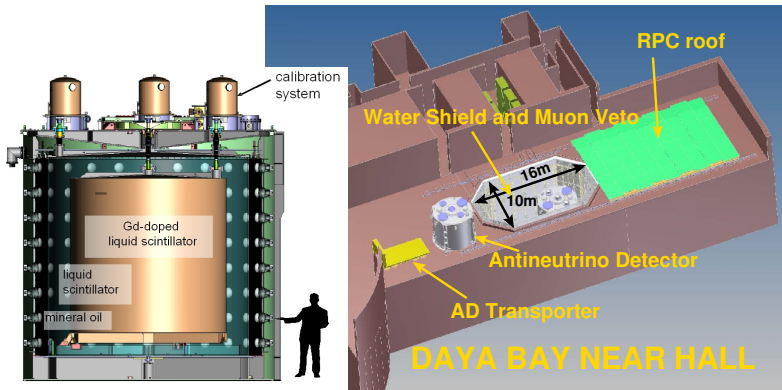 calibration
system
Gd-doped
liquid scintillator
liquid
scintillator
mineral oil
RPC roof
Water Shield and Muon Veto
16m
10m
Antineutrino Detector
AD Transporter
DAYA BAY NEAR HALL